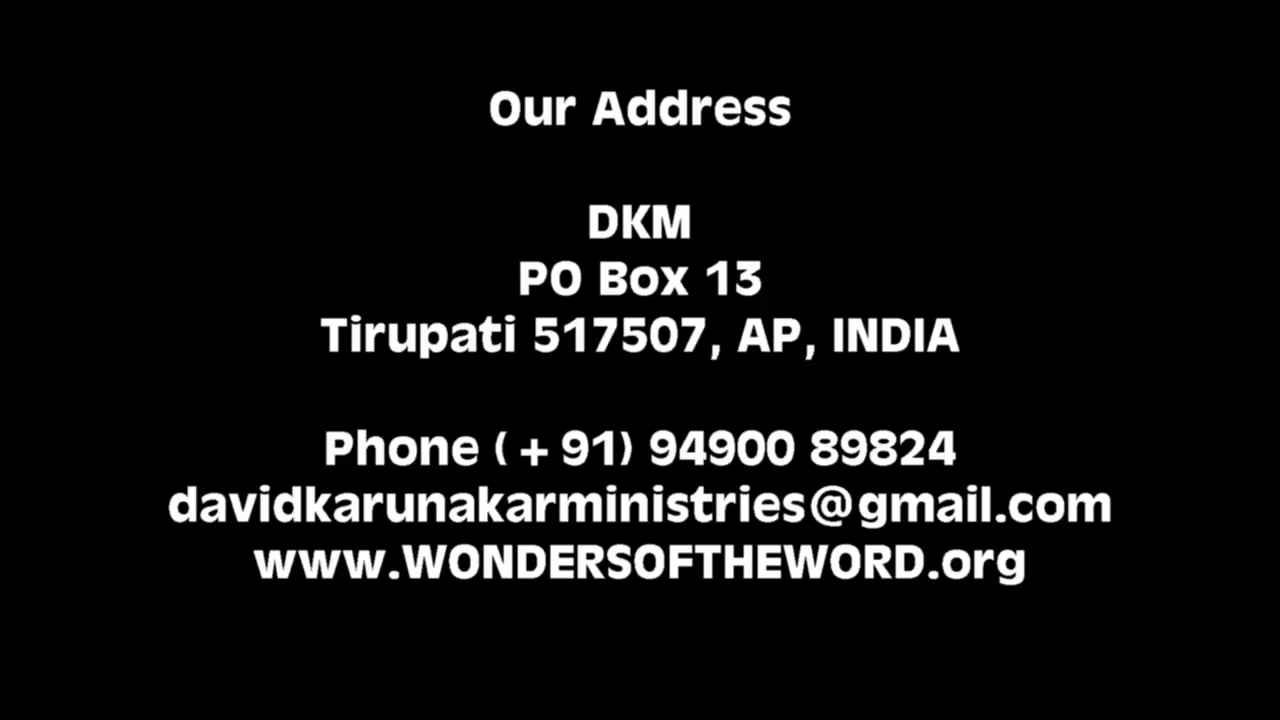 Our Address
DKM
PO Box 13
Tirupati 517507, AP, INDIA
Phone ( + 91) 94900 89824
davidkarunakarministries@gmail.com
www.WONDERSOFTHEWORD.org